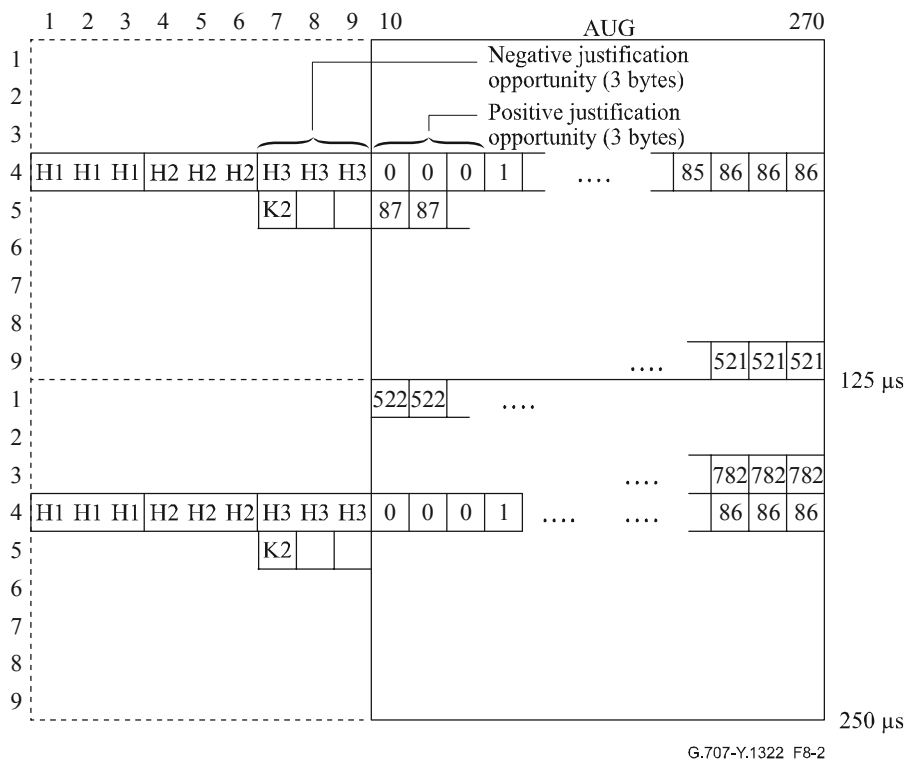 1 2 3 4 5 6 7 8 9 10 AUG 270
1 Negative justification
opportunity (3 bytes)
2
3 Positive justification
opportunity (3 bytes)
4 H1 H1 H1 H2 H2 H2 H3 H3 H3 0 0 0 1 .... 85 86 86 86
5 K2 87 87
6
7
8
9 .... 521 521 521
125 µs
1 522 522 ....
2
3 .... 782 782 782
4 H1 H1 H1 H2 H2 H2 H3 H3 H3 0 0 0 1 .... .... 86 86 86
5 K2
6
7
8
9
250 µs
G.707-Y.1322 F8-2